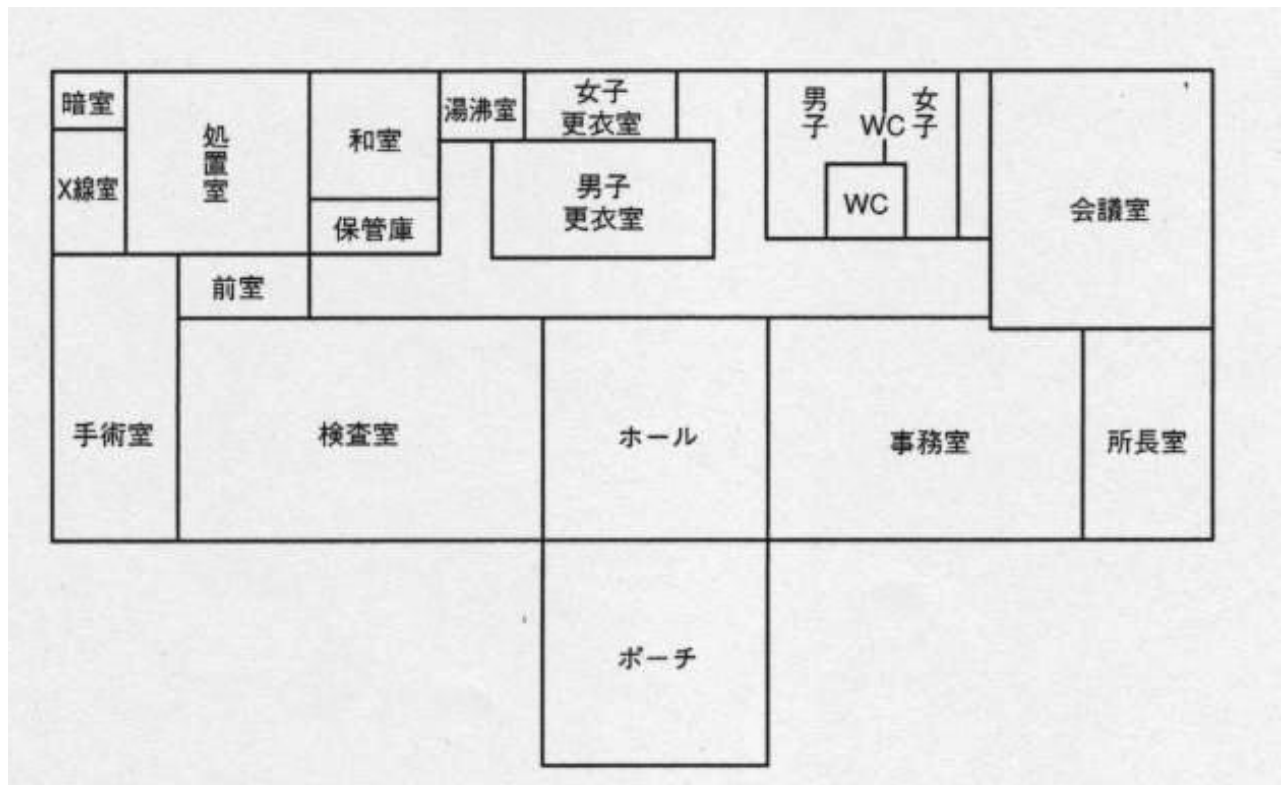 暗室
X線室
処置室
和室
保管庫
湯沸室
女子
更衣室
男子
更衣室
男子
WC
女子
WC
会議室
前室
手術室
検査室
ホール
事務室
所長室
ポーチ